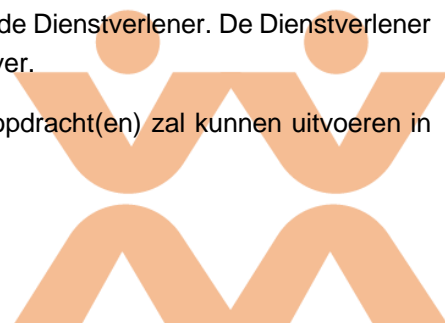 de Dienstverlener. De Dienstverlener
ver.
opdracht(en) zal kunnen uitvoeren in